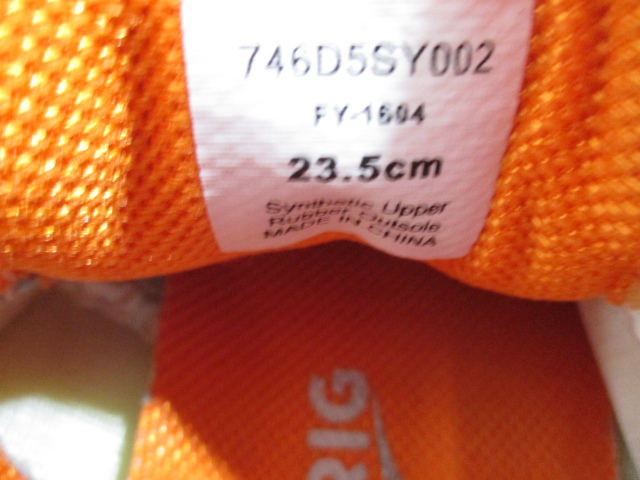 746D5SY002
FY-1604
23.5cm
Synthetic Upper
Rubber Outsole
MADE IN CHINA
RIG